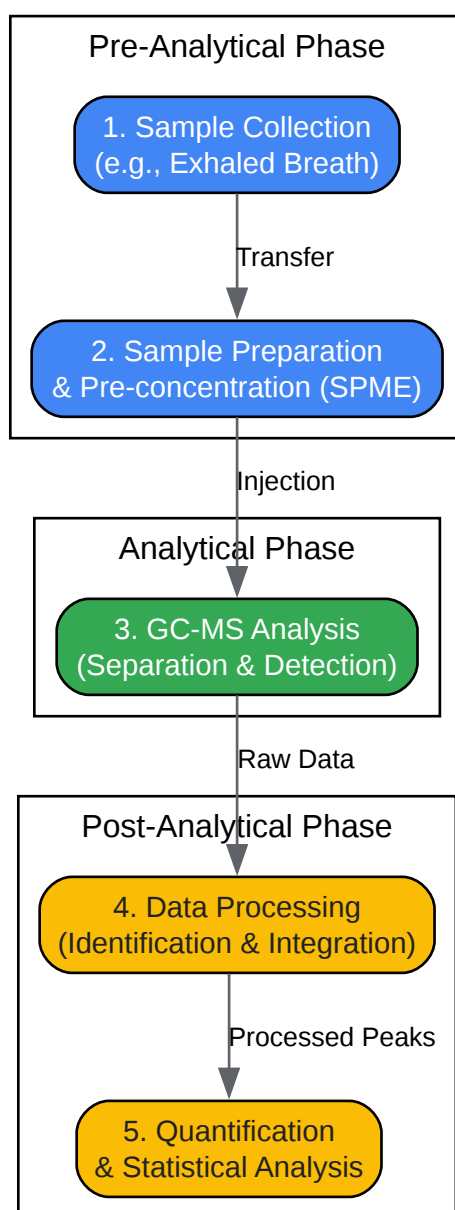 Pre-Analytical Phase
1. Sample Collection
(e.g., Exhaled Breath)
Transfer
2. Sample Preparation
& Pre-concentration (SPME)
Injection
Analytical Phase
3. GC-MS Analysis
(Separation & Detection)
Raw Data
Post-Analytical Phase
4. Data Processing
(Identification & Integration)
Processed Peaks
5. Quantification
& Statistical Analysis